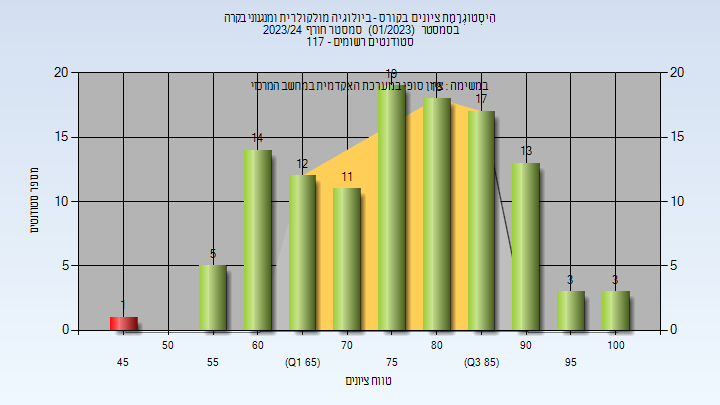 היסטוגרמת ציונים בקורס - ביולוגיה מולקולרית ומנגנוני בקרה
בסמסטר (01/2023) סמסטר חורף 2023/24
סטודנטים רשומים - 117
במשימה : ציון סופי במערכת האקדמית במחשב המרכזי
מספר סטודנטים
20 15 10 5 0
1 5 14 12 11 19 18 17 13 3 3
20 15 10 5 0
45 50 55 60 (Q1 65) 70 75 80 (Q3 85) 90 95 100
טווח ציונים